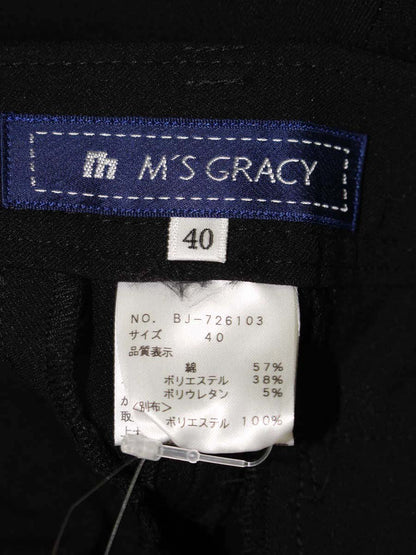 M'S GRACY
40
NO. BJ-726103
サイズ 40
品質表示
綿 57%
ポリエステル 38%
ポリウレタン 5%
か <別布>
取 ポリエステル 100%